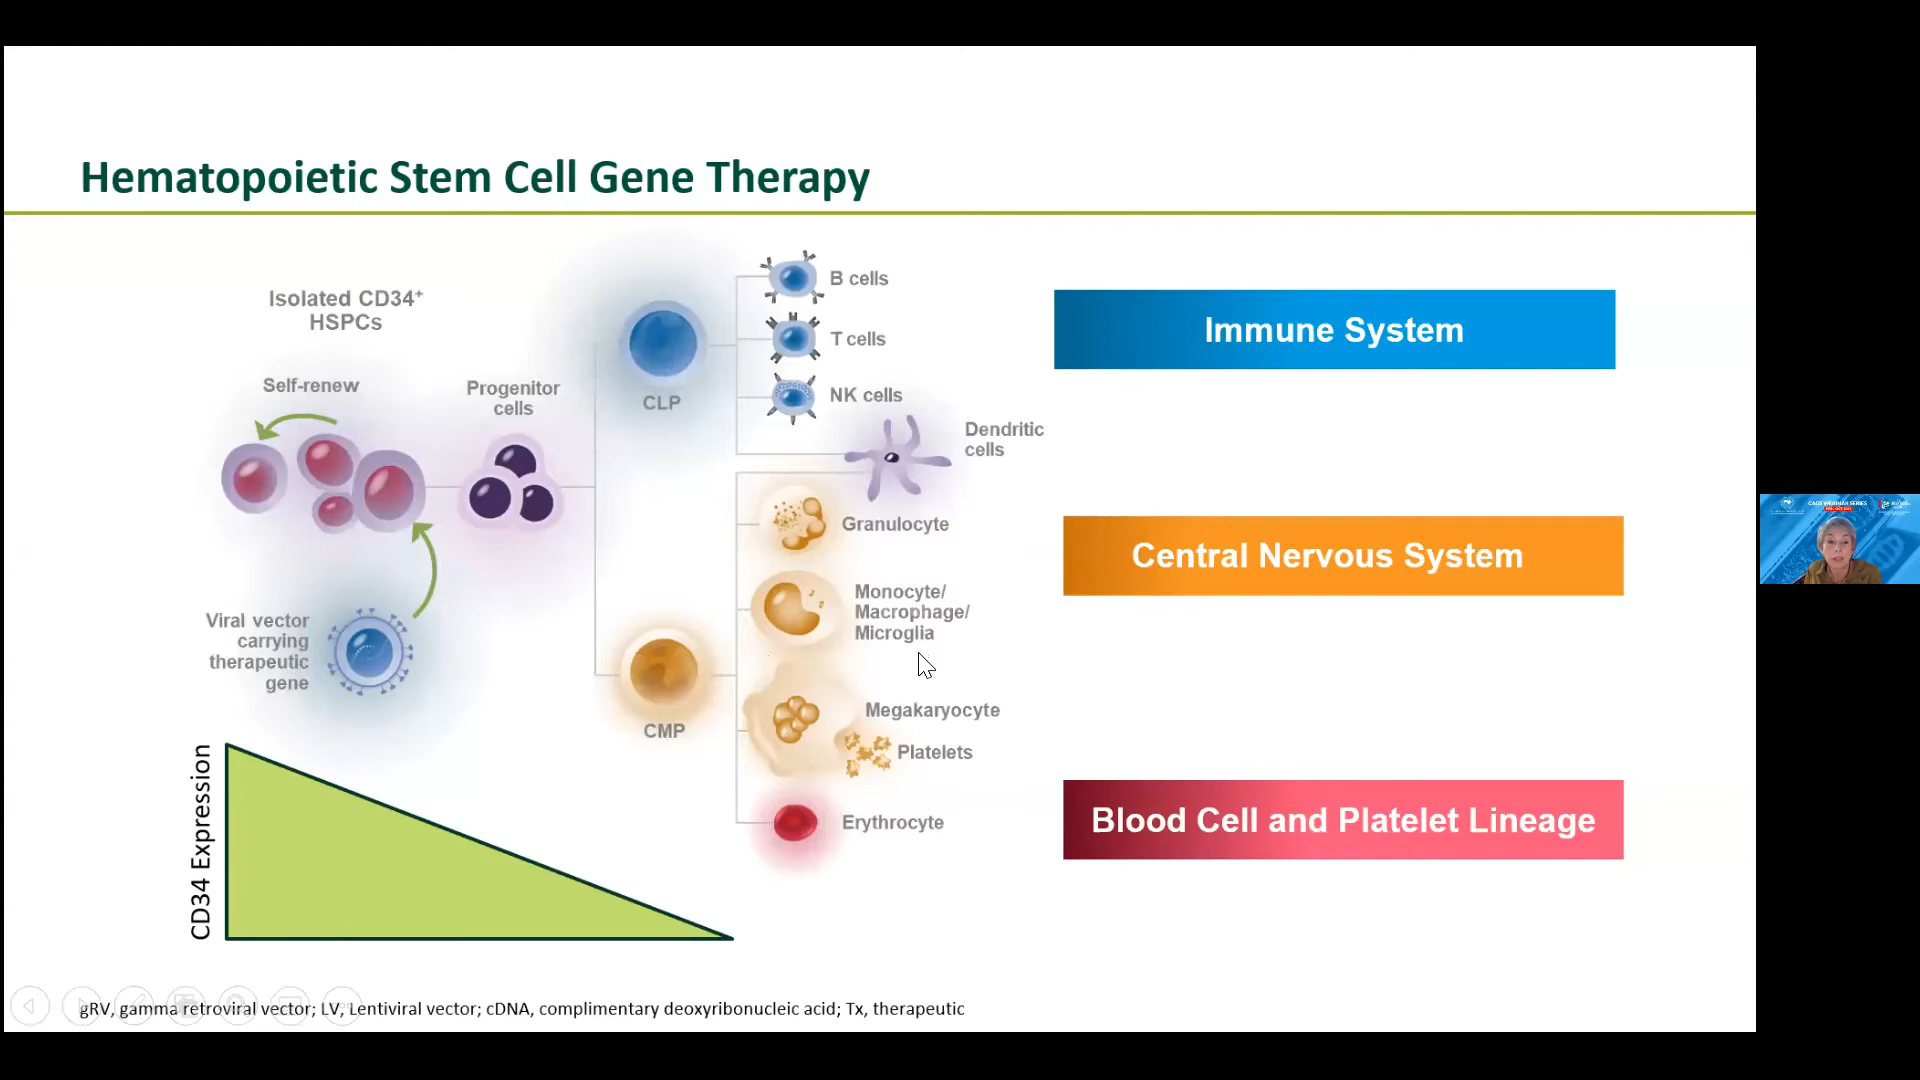 Hematopoietic Stem Cell Gene Therapy
Isolated CD34⁺
HSPCs
Self-renew
Progenitor
cells
Viral vector
carrying
therapeutic
gene
CLP
CMP
B cells
T cells
NK cells
Dendritic
cells
Granulocyte
Monocyte/
Macrophage/
Microglia
Megakaryocyte
Platelets
Erythrocyte
Immune System
Central Nervous System
Blood Cell and Platelet Lineage
CD34 Expression
gRV, gamma retroviral vector; LV, Lentiviral vector; cDNA, complimentary deoxyribonucleic acid; Tx, therapeutic
CAGS WEBINAR SERIES